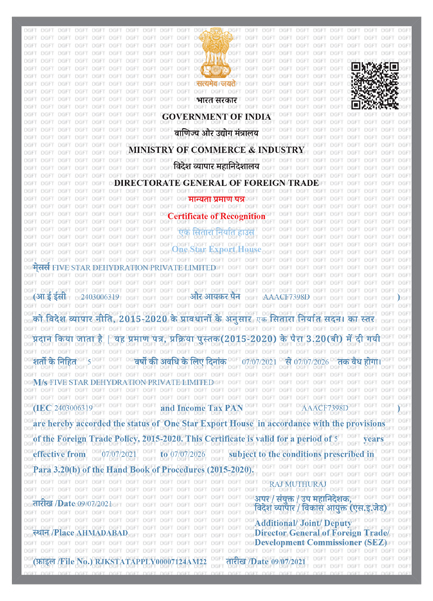 सत्यमेव जयते
भारत सरकार
GOVERNMENT OF INDIA
वाणिज्य और उद्योग मंत्रालय
MINISTRY OF COMMERCE & INDUSTRY
विदेश व्यापार महानिदेशालय
DIRECTORATE GENERAL OF FOREIGN TRADE
मान्यता प्रमाण पत्र
Certificate of Recognition
एक सितारा निर्यात हाउस
One Star Export House
मैसर्स FIVE STAR DEHYDRATION PRIVATE LIMITED
(आ ई ईसी 2403006319 और आयकर पैन AAACF7398D )
को विदेश व्यापार नीति, 2015-2020 के प्रावधानों के अनुसार एक सितारा निर्यात सदन। का स्तर
प्रदान किया जाता है | यह प्रमाण पत्र, प्रक्रिया पुस्तक(2015-2020) के पैरा 3.20(बी) में दी गयी
शर्तों के निहित 5 वर्षों की अवधि के लिए दिनांक 07/07/2021 से 07/07/2026 तक वैध होगा।
M/s FIVE STAR DEHYDRATION PRIVATE LIMITED
(IEC 2403006319 and Income Tax PAN AAACF7398D )
are hereby accorded the status of One Star Export House in accordance with the provisions
of the Foreign Trade Policy, 2015-2020. This Certificate is valid for a period of 5 years
effective from 07/07/2021 to 07/07/2026 subject to the conditions prescribed in
Para 3.20(b) of the Hand Book of Procedures (2015-2020).
RAJ MUTHURAJ
तारीख /Date 09/07/2021
अपर / संयुक्त / उप महानिदेशक,
विदेश व्यापार / विकास आयुक्त (एस.इ.जेड)
स्थान /Place AHMADABAD
Additional/ Joint/ Deputy
Director General of Foreign Trade/
Development Commissioner (SEZ)
(फ़ाइल /File No.) RJKSTATAPPLY00007124AM22 तारीख /Date 09/07/2021